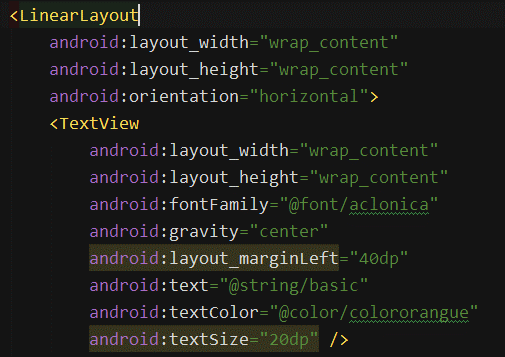 <LinearLayout
android:layout_width="wrap_content"
android:layout_height="wrap_content"
android:orientation="horizontal">
<TextView
android:layout_width="wrap_content"
android:layout_height="wrap_content"
android:fontFamily="@font/aclonica"
android:gravity="center"
android:layout_marginLeft="40dp"
android:text="@string/basic"
android:textColor="@color/colororangue"
android:textSize="20dp" />